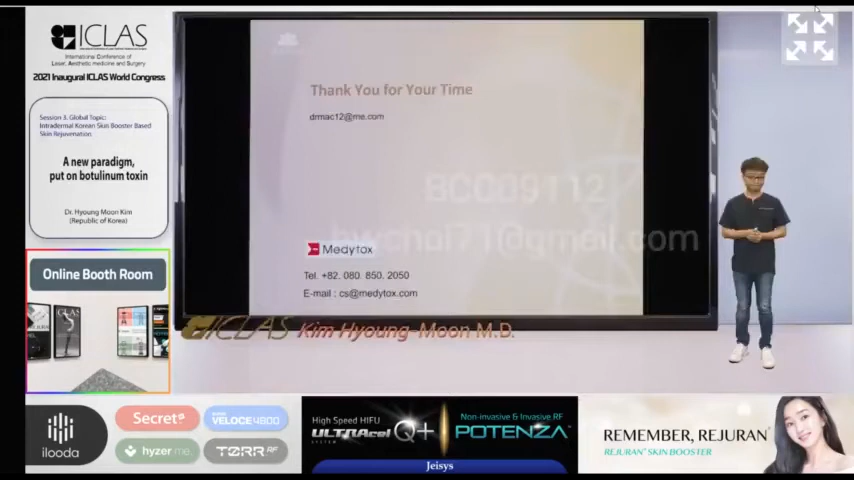 ICLAS
International Conference of
Laser, Aesthetic medicine and Surgery
2021 Inaugural ICLAS World Congress
Session 3. Global Topic:
Intradermal Korean Skin Booster Based
Skin Rejuvenation
A new paradigm,
put on botulinum toxin
Dr. Hyoung Moon Kim
(Republic of Korea)
Online Booth Room
Thank You for Your Time
drmac12@me.com
Medytox
Tel. +82. 080. 850. 2050
E-mail : cs@medytox.com
ICLAS Kim Hyoung-Moon M.D.
ilooda
Secret
VELOCE 4800
hyzer me.
TORR RF
High Speed HIFU
ULTRAcel Q+
SYSTEM
Non-invasive & Invasive RF
POTENZA
Jeisys
REMEMBER, REJURAN®
REJURAN® SKIN BOOSTER